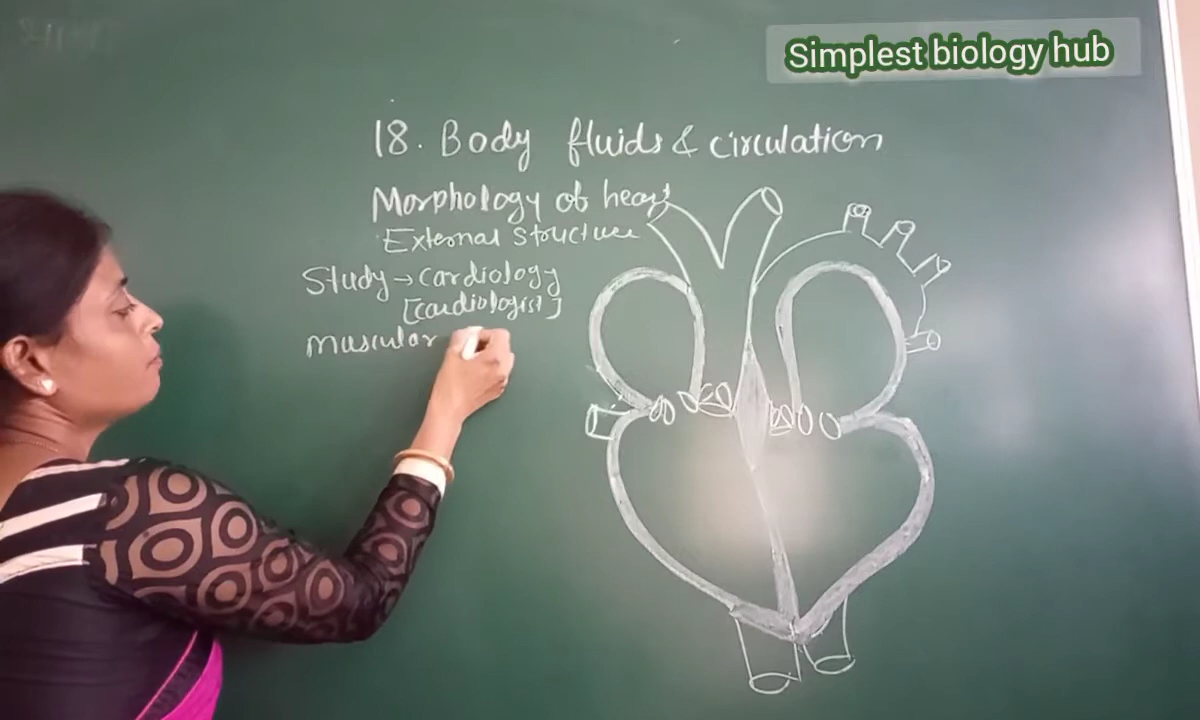 Simplest biology hub
18. Body fluids & circulation
Morphology of heart
External structure
Study → cardiology
[cardiologist]
muscular